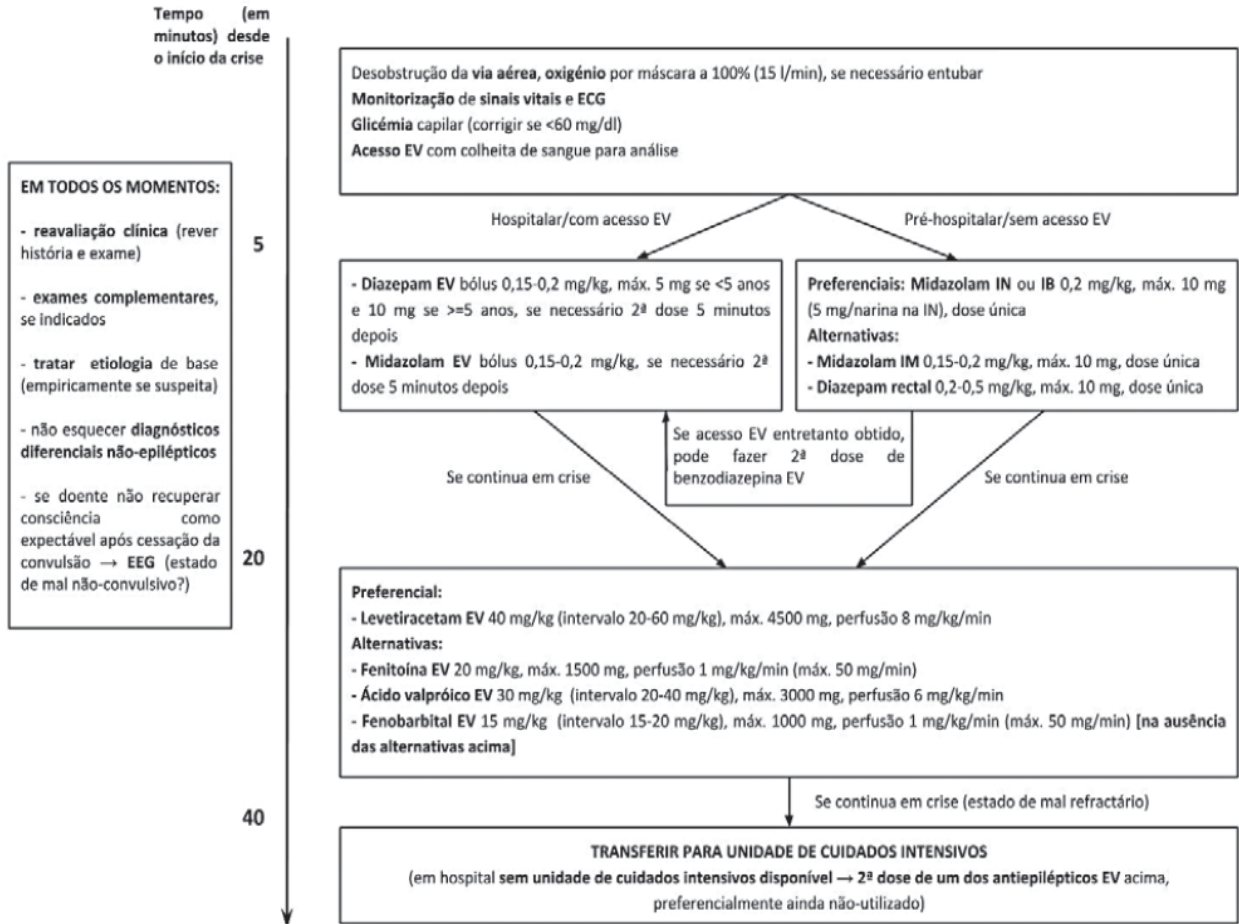 Tempo (em
minutos) desde
o início da crise
Desobstrução da via aérea, oxigénio por máscara a 100% (15 l/min), se necessário entubar
Monitorização de sinais vitais e ECG
Glicémia capilar (corrigir se <60 mg/dl)
Acesso EV com colheita de sangue para análise
EM TODOS OS MOMENTOS:
- reavaliação clínica (rever
história e exame)
- exames complementares,
se indicados
- tratar etiologia de base
(empiricamente se suspeita)
- não esquecer diagnósticos
diferenciais não-epilépticos
- se doente não recuperar
consciência como
expectável após cessação da
convulsão → EEG (estado
de mal não-convulsivo?)
5
Hospitalar/com acesso EV
Pré-hospitalar/sem acesso EV
- Diazepam EV bólus 0,15-0,2 mg/kg, máx. 5 mg se <5 anos
e 10 mg se >=5 anos, se necessário 2ª dose 5 minutos
depois
- Midazolam EV bólus 0,15-0,2 mg/kg, se necessário 2ª
dose 5 minutos depois
Preferenciais: Midazolam IN ou IB 0,2 mg/kg, máx. 10 mg
(5 mg/narina na IN), dose única
Alternativas:
- Midazolam IM 0,15-0,2 mg/kg, máx. 10 mg, dose única
- Diazepam rectal 0,2-0,5 mg/kg, máx. 10 mg, dose única
Se acesso EV entretanto obtido,
pode fazer 2ª dose de
benzodiazepina EV
Se continua em crise
Se continua em crise
20
Preferencial:
- Levetiracetam EV 40 mg/kg (intervalo 20-60 mg/kg), máx. 4500 mg, perfusão 8 mg/kg/min
Alternativas:
- Fenitoína EV 20 mg/kg, máx. 1500 mg, perfusão 1 mg/kg/min (máx. 50 mg/min)
- Ácido valpróico EV 30 mg/kg (intervalo 20-40 mg/kg), máx. 3000 mg, perfusão 6 mg/kg/min
- Fenobarbital EV 15 mg/kg (intervalo 15-20 mg/kg), máx. 1000 mg, perfusão 1 mg/kg/min (máx. 50 mg/min) [na ausência
das alternativas acima]
40
Se continua em crise (estado de mal refractário)
TRANSFERIR PARA UNIDADE DE CUIDADOS INTENSIVOS
(em hospital sem unidade de cuidados intensivos disponível → 2ª dose de um dos antiepilépticos EV acima,
preferencialmente ainda não-utilizado)